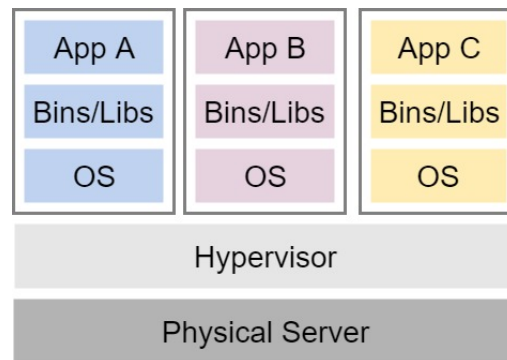 App A
App B
App C
Bins/Libs
Bins/Libs
Bins/Libs
OS
OS
OS
Hypervisor
Physical Server